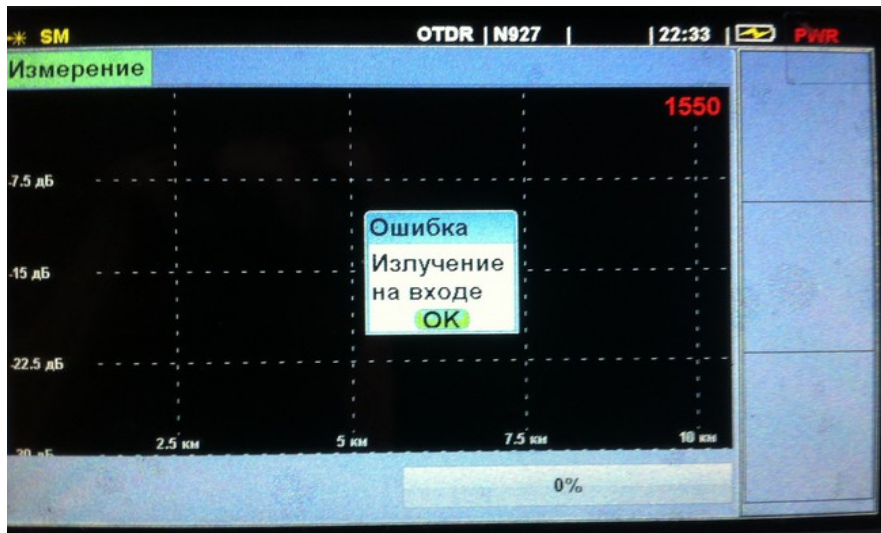 SM OTDR | N927 | | 22:33 | PWR
Измерение
1550
-7.5 дБ
Ошибка
Излучение
на входе
OK
-15 дБ
-22.5 дБ
2.5 км 5 км 7.5 км 10 км
0%